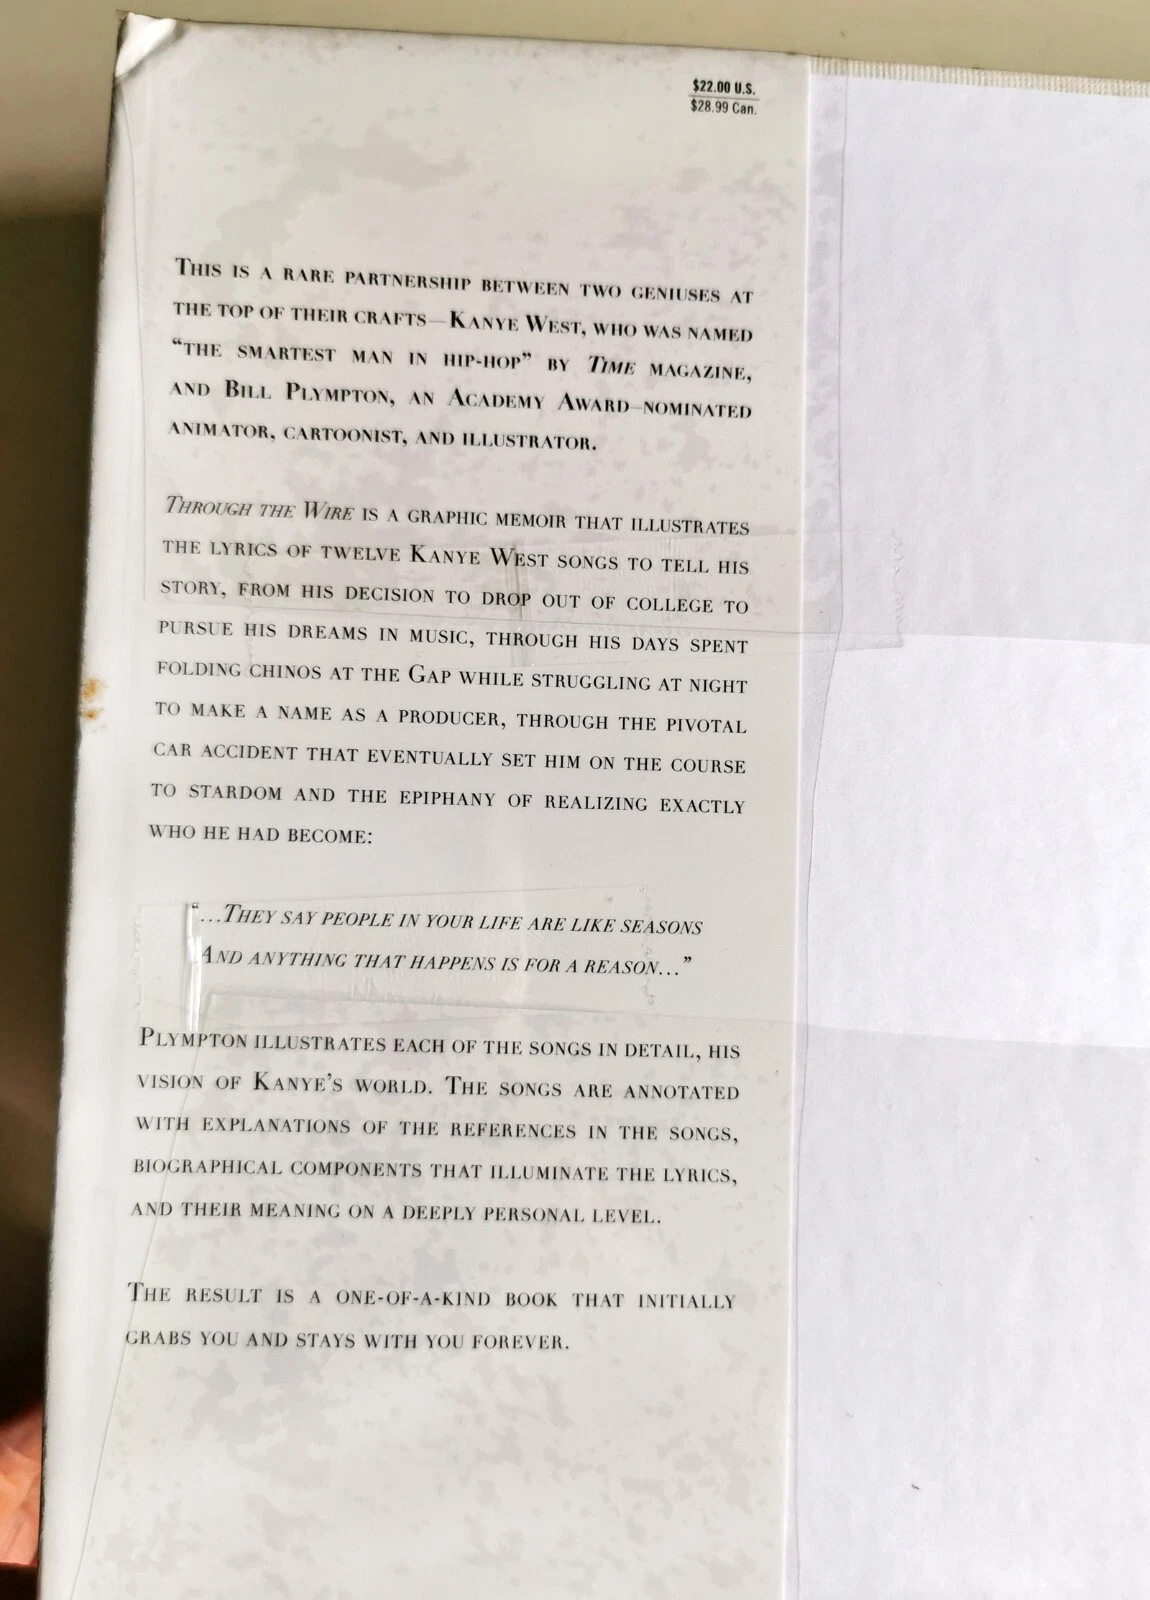 $22.00 U.S.
$28.99 Can.
This is a rare partnership between two geniuses at
the top of their crafts—Kanye West, who was named
“the smartest man in hip-hop” by Time magazine,
and Bill Plympton, an Academy Award–nominated
animator, cartoonist, and illustrator.
Through the Wire is a graphic memoir that illustrates
the lyrics of twelve Kanye West songs to tell his
story, from his decision to drop out of college to
pursue his dreams in music, through his days spent
folding chinos at the Gap while struggling at night
to make a name as a producer, through the pivotal
car accident that eventually set him on the course
to stardom and the epiphany of realizing exactly
who he had become:
“...They say people in your life are like seasons
And anything that happens is for a reason...”
Plympton illustrates each of the songs in detail, his
vision of Kanye’s world. The songs are annotated
with explanations of the references in the songs,
biographical components that illuminate the lyrics,
and their meaning on a deeply personal level.
The result is a one-of-a-kind book that initially
grabs you and stays with you forever.